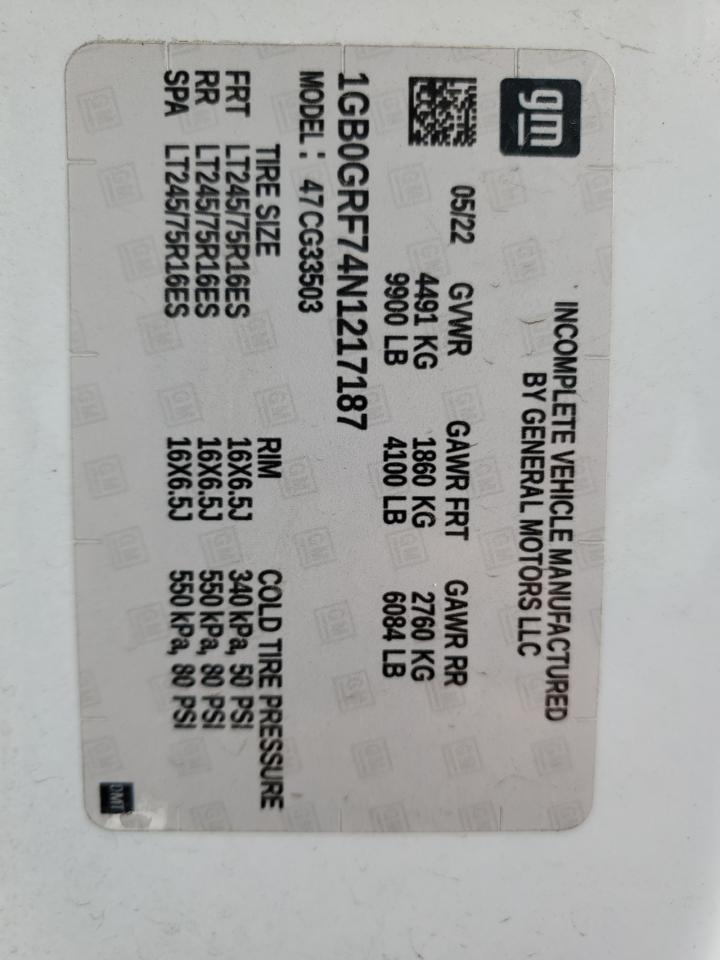 gm
INCOMPLETE VEHICLE MANUFACTURED
BY GENERAL MOTORS LLC
05/22 GVWR GAWR FRT GAWR RR
4491 KG 1860 KG 2760 KG
9900 LB 4100 LB 6084 LB
1GB0GRF74N1217187
MODEL: 47CG33503
TIRE SIZE RIM COLD TIRE PRESSURE
FRT LT245/75R16ES 16X6.5J 340 kPa, 50 PSI
RR LT245/75R16ES 16X6.5J 550 kPa, 80 PSI
SPA LT245/75R16ES 16X6.5J 550 kPa, 80 PSI